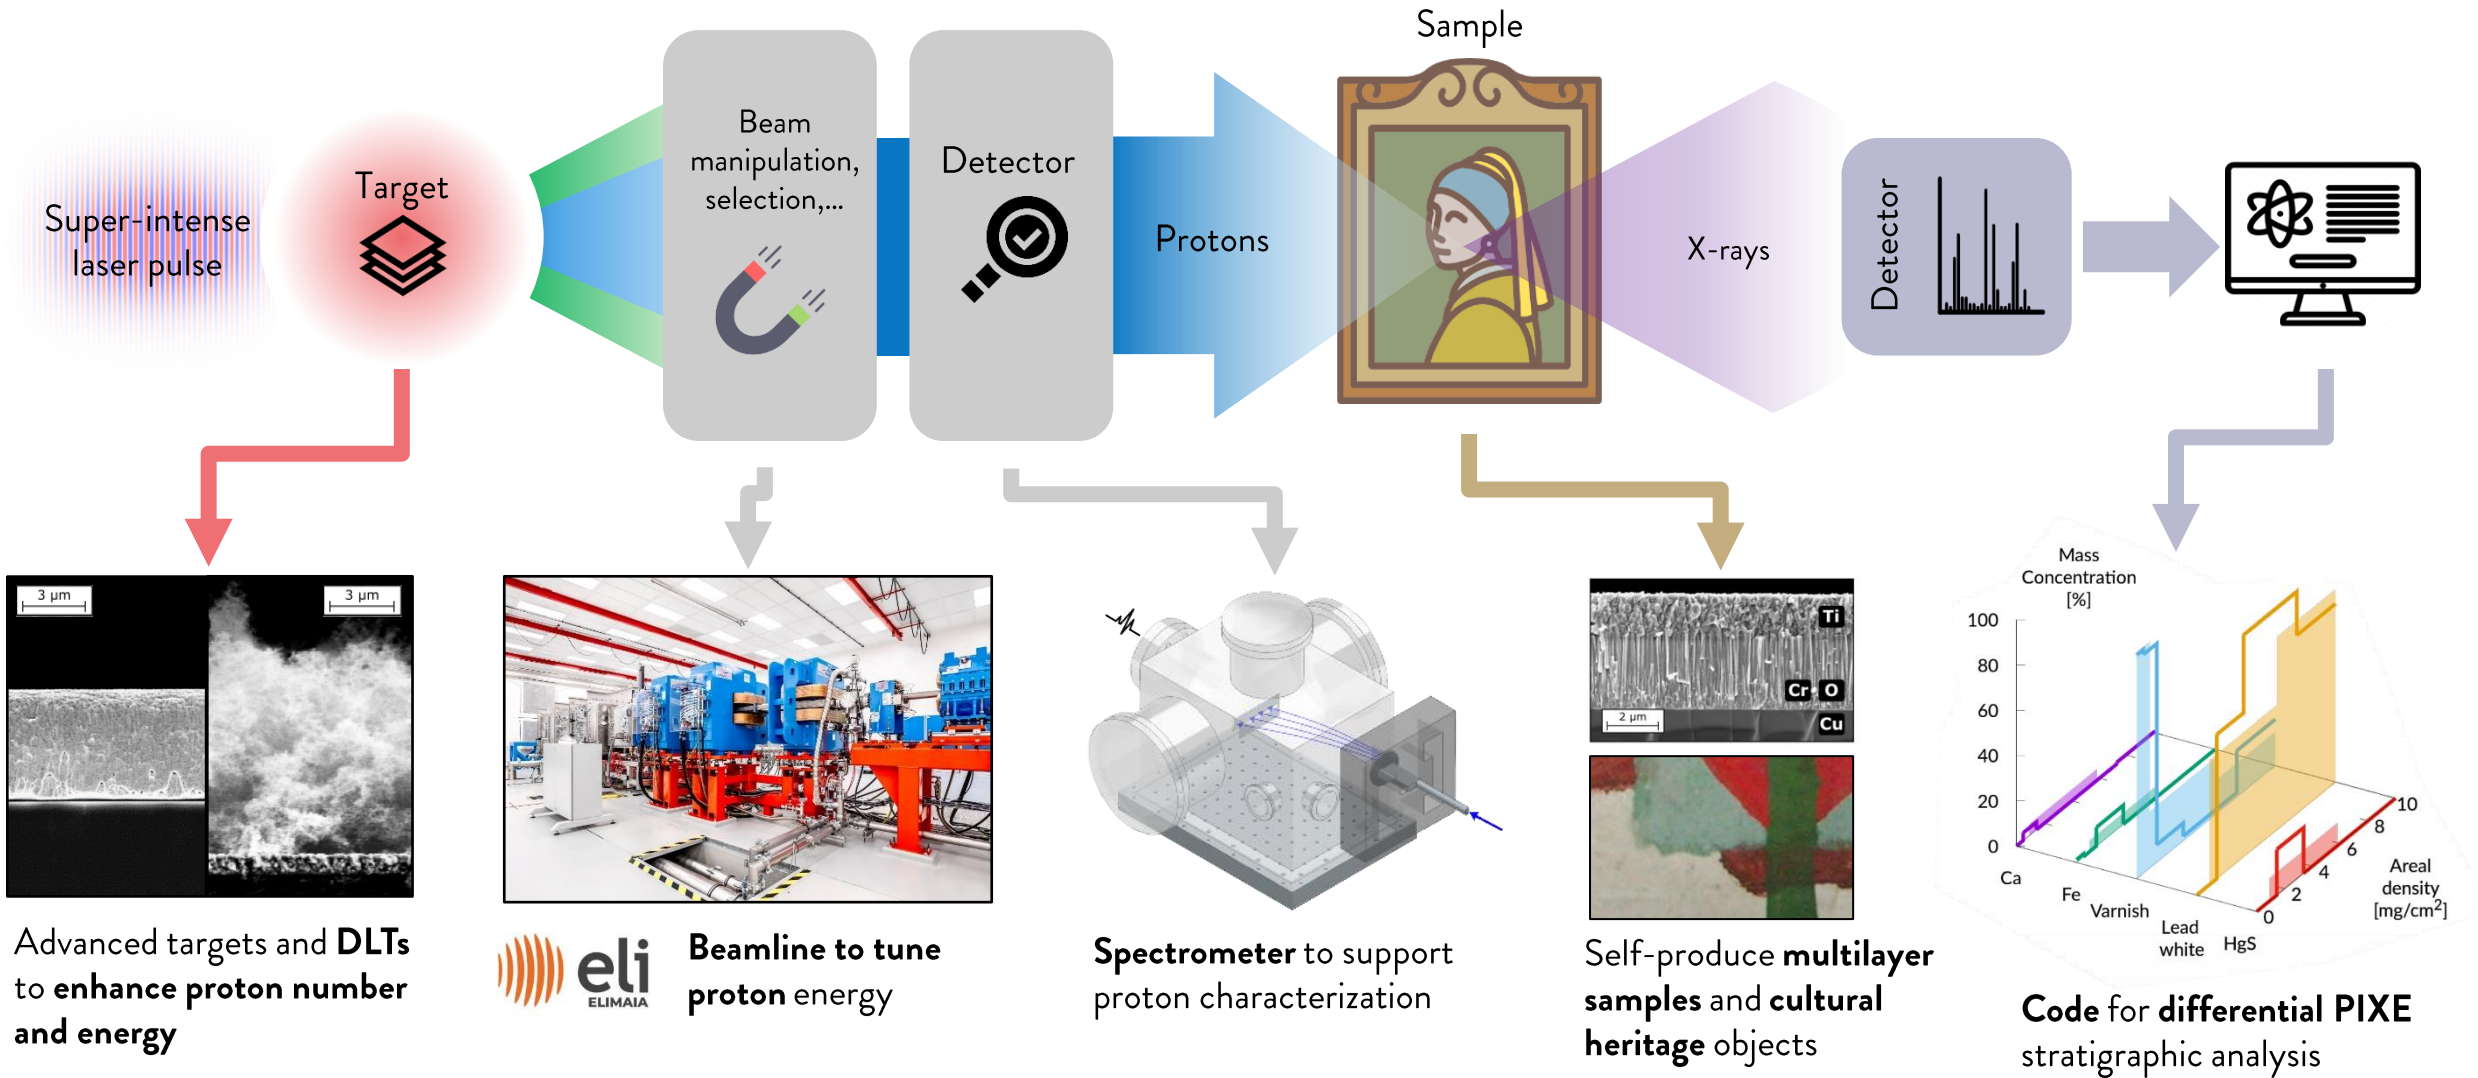 Sample
Super-intense
laser pulse
Target
Beam
manipulation,
selection,...
Detector
Protons
X-rays
Detector
3 µm
3 µm
Advanced targets and DLTs
to enhance proton number
and energy
eli
ELIMAIA
Beamline to tune
proton energy
Spectrometer to support
proton characterization
Ti
Cr O
Cu
2 µm
Self-produce multilayer
samples and cultural
heritage objects
Mass
Concentration
[%]
100
80
60
40
20
0
Ca
Fe
Varnish
Lead
white
HgS
0
2
4
6
8
10
Areal
density
[mg/cm²]
Code for differential PIXE
stratigraphic analysis